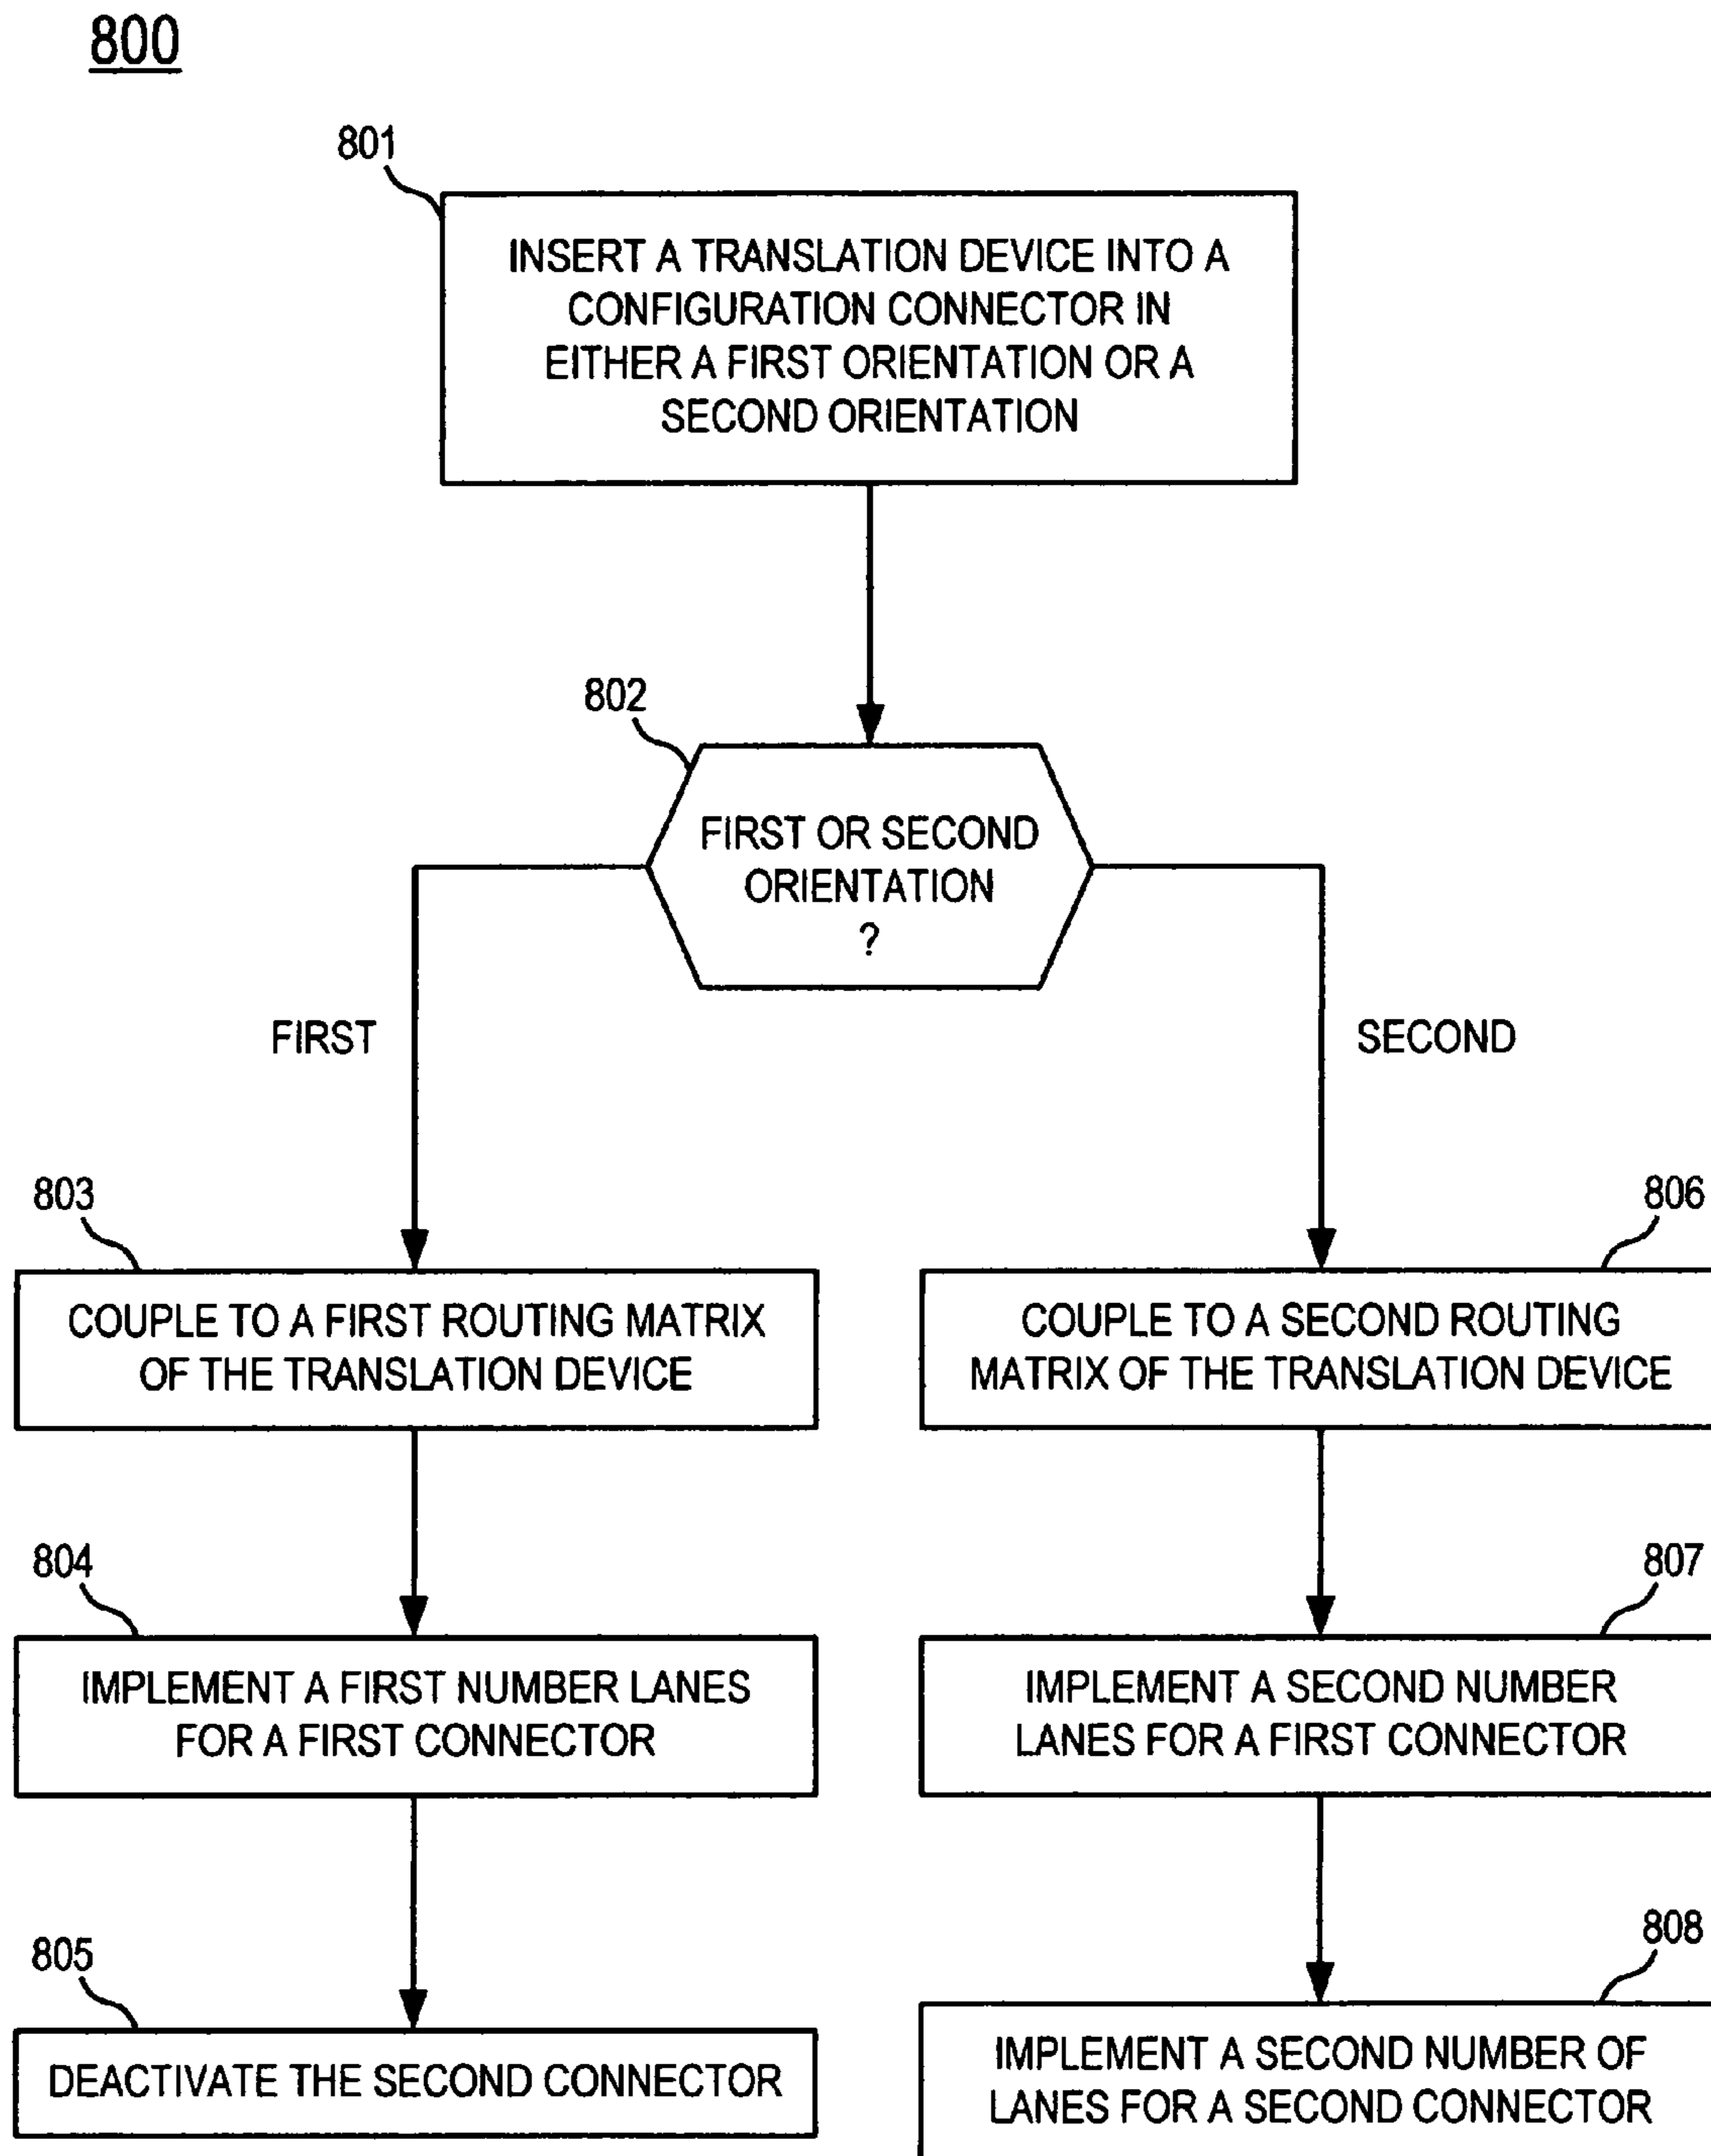 800
801
INSERT A TRANSLATION DEVICE INTO A
CONFIGURATION CONNECTOR IN
EITHER A FIRST ORIENTATION OR A
SECOND ORIENTATION
802
FIRST OR SECOND
ORIENTATION
?
FIRST
SECOND
803
COUPLE TO A FIRST ROUTING MATRIX
OF THE TRANSLATION DEVICE
806
COUPLE TO A SECOND ROUTING
MATRIX OF THE TRANSLATION DEVICE
804
IMPLEMENT A FIRST NUMBER LANES
FOR A FIRST CONNECTOR
807
IMPLEMENT A SECOND NUMBER
LANES FOR A FIRST CONNECTOR
805
DEACTIVATE THE SECOND CONNECTOR
808
IMPLEMENT A SECOND NUMBER OF
LANES FOR A SECOND CONNECTOR